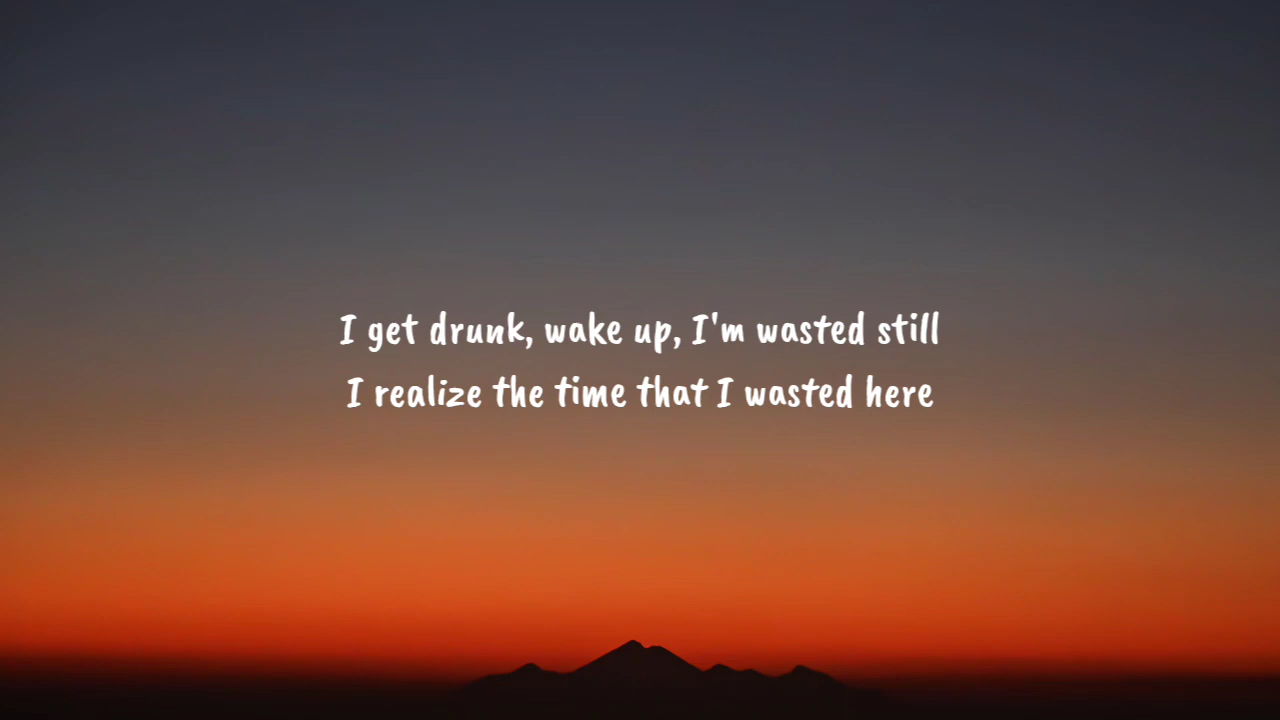 I get drunk, wake up, I'm wasted still
I realize the time that I wasted here